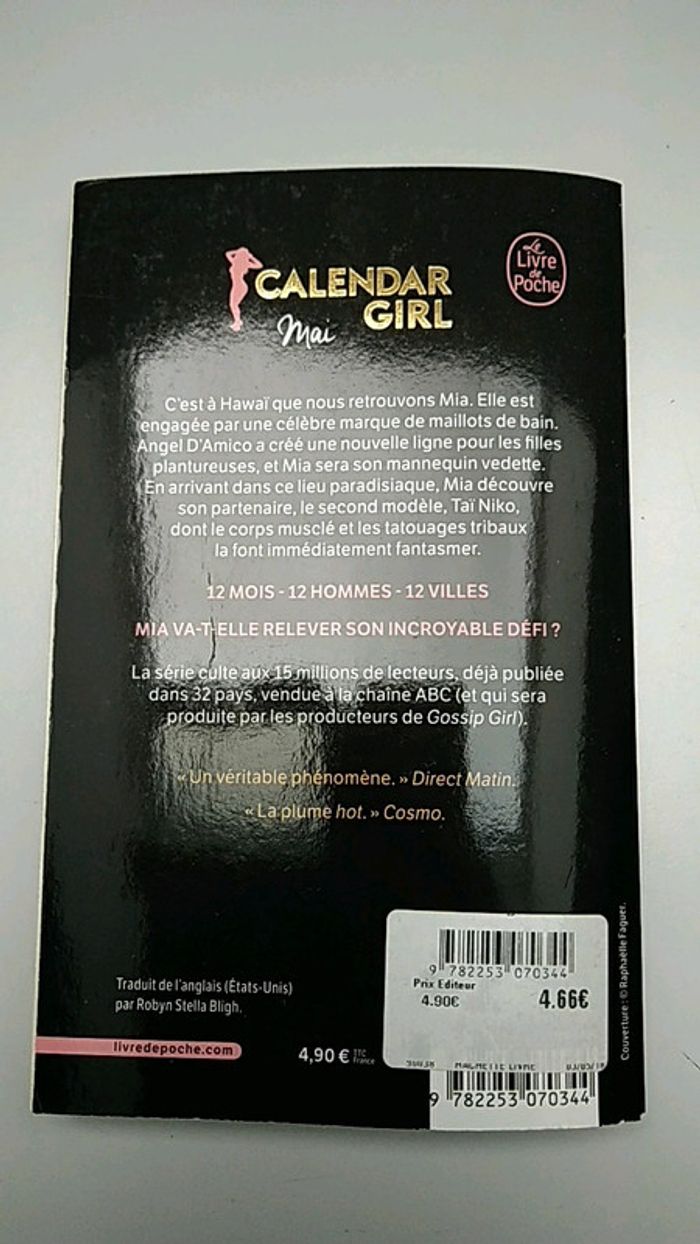 Le
Livre
de
Poche
CALENDAR
GIRL
Mai
C'est à Hawaï que nous retrouvons Mia. Elle est
engagée par une célèbre marque de maillots de bain.
Angel D'Amico a créé une nouvelle ligne pour les filles
plantureuses, et Mia sera son mannequin vedette.
En arrivant dans ce lieu paradisiaque, Mia découvre
son partenaire, le second modèle, Taï Niko,
dont le corps musclé et les tatouages tribaux
la font immédiatement fantasmer.
12 MOIS - 12 HOMMES - 12 VILLES
MIA VA-T-ELLE RELEVER SON INCROYABLE DÉFI ?
La série culte aux 15 millions de lecteurs, déjà publiée
dans 32 pays, vendue à la chaîne ABC (et qui sera
produite par les producteurs de Gossip Girl).
« Un véritable phénomène. » Direct Matin.
« La plume hot. » Cosmo.
Traduit de l'anglais (États-Unis)
par Robyn Stella Bligh.
livredepoche.com
4,90 € TTC
France
9 782253 070344
Prix Editeur
4.90€ 4.66€
HACHETTE LIVRE
9 782253 070344
Couverture : © Raphaëlle Faguer.